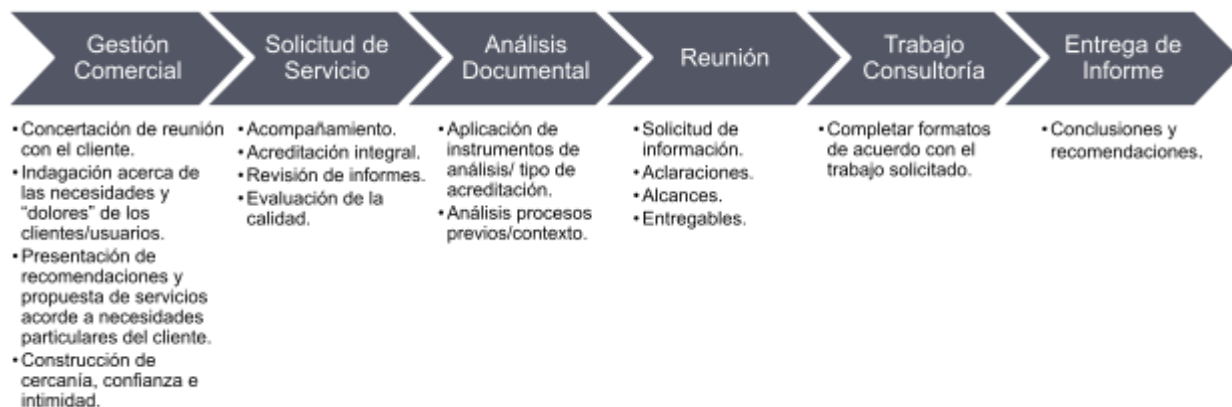 Gestión
Comercial
Solicitud de
Servicio
Análisis
Documental
Reunión
Trabajo
Consultoría
Entrega de
Informe
• Concertación de reunión
con el cliente.
• Indagación acerca de
las necesidades y
“dolores” de los
clientes/usuarios.
• Presentación de
recomendaciones y
propuesta de servicios
acorde a necesidades
particulares del cliente.
• Construcción de
cercanía, confianza e
intimidad.
• Acompañamiento.
• Acreditación integral.
• Revisión de informes.
• Evaluación de la
calidad.
• Aplicación de
instrumentos de
análisis/ tipo de
acreditación.
• Análisis procesos
previos/contexto.
• Solicitud de
información.
• Aclaraciones.
• Alcances.
• Entregables.
• Completar formatos
de acuerdo con el
trabajo solicitado.
• Conclusiones y
recomendaciones.